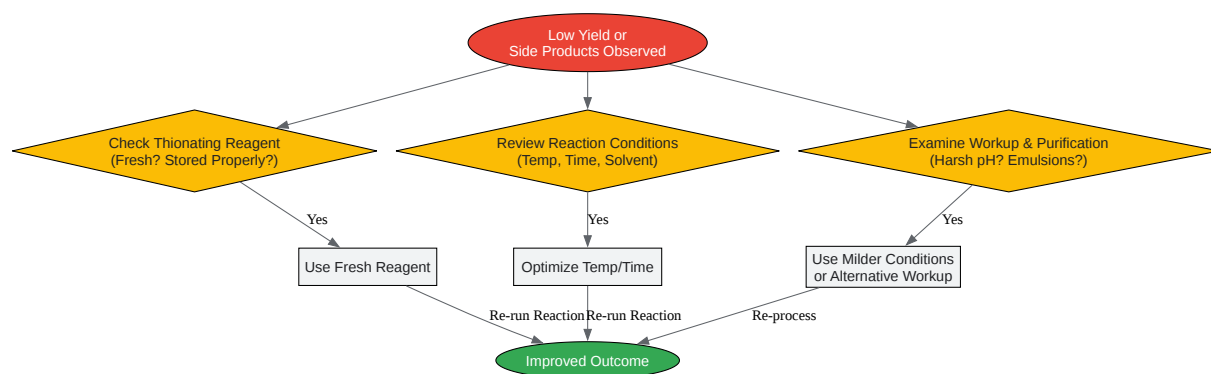 Low Yield or
Side Products Observed
Check Thionating Reagent
(Fresh? Stored Properly?)
Review Reaction Conditions
(Temp, Time, Solvent)
Examine Workup & Purification
(Harsh pH? Emulsions?)
Yes
Yes
Yes
Use Fresh Reagent
Optimize Temp/Time
Use Milder Conditions
or Alternative Workup
Re-run Reaction
Re-run Reaction
Re-process
Improved Outcome